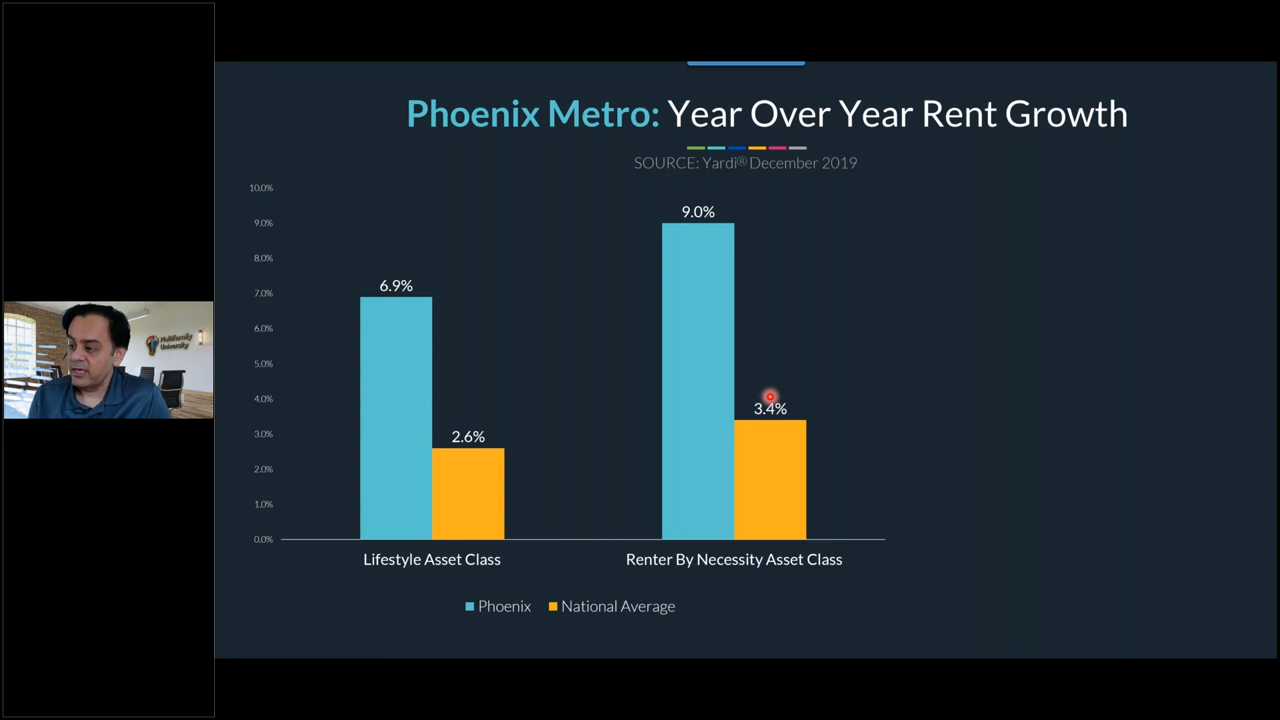 Phoenix Metro: Year Over Year Rent Growth
SOURCE: Yardi® December 2019
10.0%
9.0%
8.0%
7.0%
6.0%
5.0%
4.0%
3.0%
2.0%
1.0%
0.0%
6.9%
2.6%
9.0%
3.4%
Lifestyle Asset Class
Renter By Necessity Asset Class
Phoenix
National Average
Multifamily
University